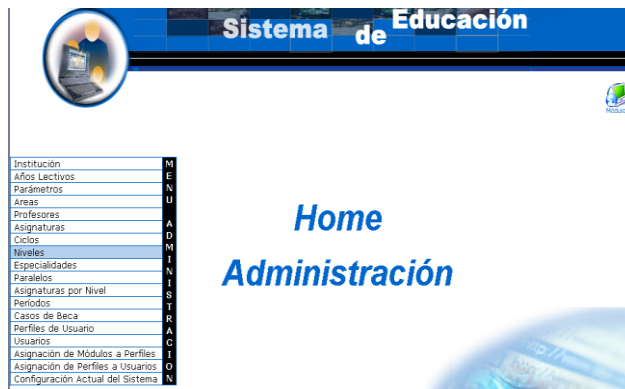 Sistema de Educación
Módulos
Institución
Años Lectivos
Parámetros
Areas
Profesores
Asignaturas
Ciclos
Niveles
Especialidades
Paralelos
Asignaturas por Nivel
Períodos
Casos de Beca
Perfiles de Usuario
Usuarios
Asignación de Módulos a Perfiles
Asignación de Perfiles a Usuarios
Configuración Actual del Sistema
MENU ADMINISTRACION
Home
Administración
http://